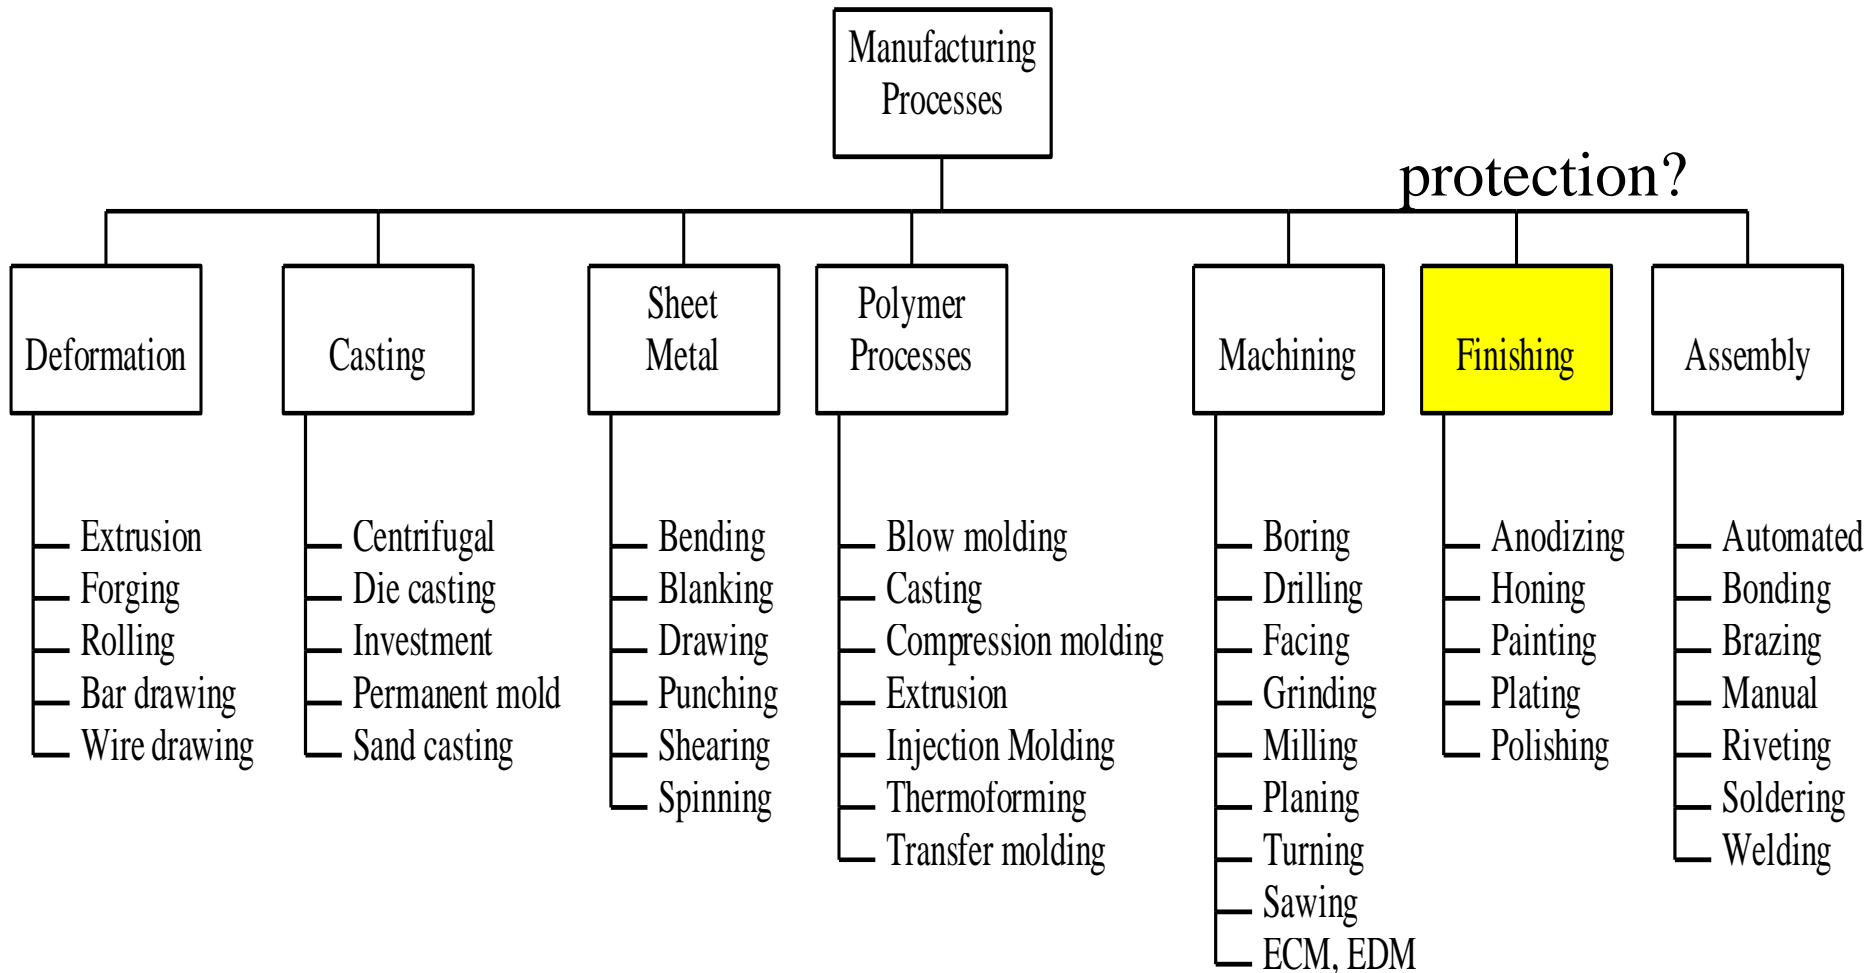 Manufacturing
Processes
protection?
Deformation
Casting
Sheet
Metal
Polymer
Processes
Machining
Finishing
Assembly
Extrusion
Forging
Rolling
Bar drawing
Wire drawing
Centrifugal
Die casting
Investment
Permanent mold
Sand casting
Bending
Blanking
Drawing
Punching
Shearing
Spinning
Blow molding
Casting
Compression molding
Extrusion
Injection Molding
Thermoforming
Transfer molding
Boring
Drilling
Facing
Grinding
Milling
Planing
Turning
Sawing
ECM, EDM
Anodizing
Honing
Painting
Plating
Polishing
Automated
Bonding
Brazing
Manual
Riveting
Soldering
Welding